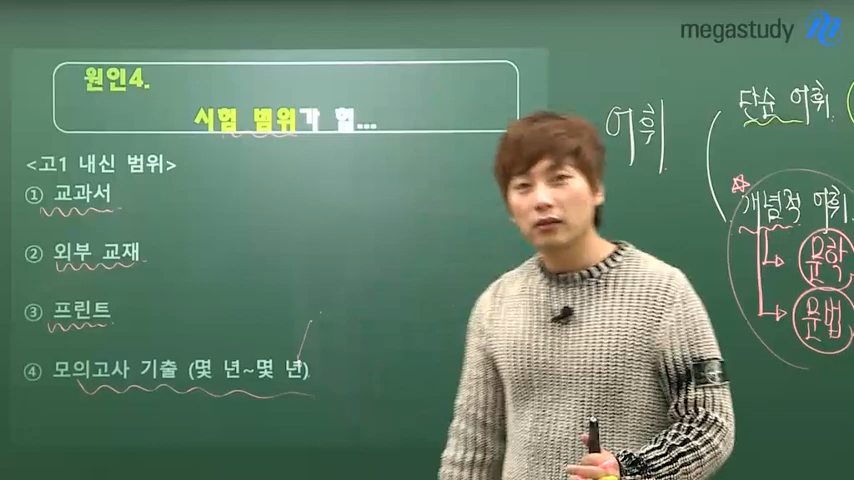 megastudy
원인4.
시험 범위가 헐...
<고1 내신 범위>
① 교과서
② 외부 교재
③ 프린트
④ 모의고사 기출 (몇 년~몇 년)
어휘
단순 어휘
개념적 어휘
문학
문법